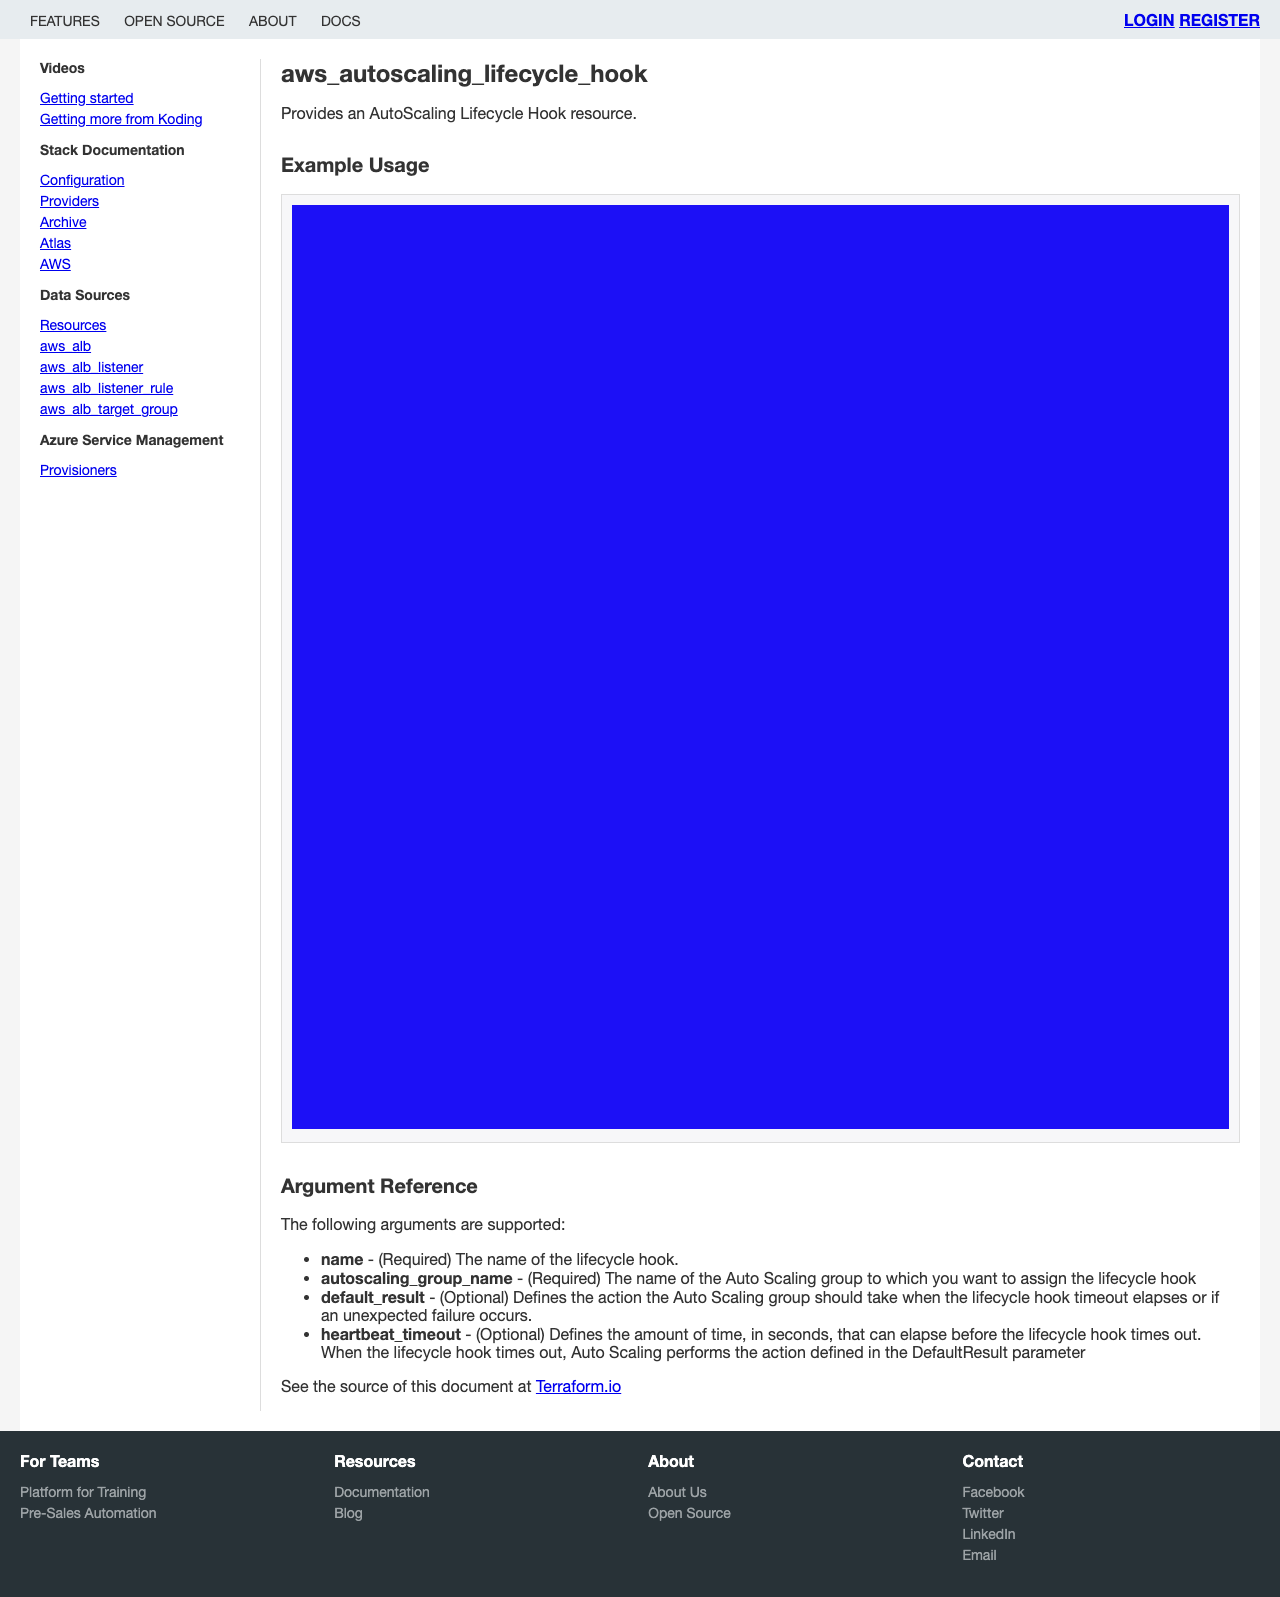 FEATURES OPEN SOURCE ABOUT DOCS LOGIN REGISTER
Videos
Getting started
Getting more from Koding
Stack Documentation
Configuration
Providers
Archive
Atlas
AWS
Data Sources
Resources
aws_alb
aws_alb_listener
aws_alb_listener_rule
aws_alb_target_group
Azure Service Management
Provisioners
aws_autoscaling_lifecycle_hook
Provides an AutoScaling Lifecycle Hook resource.
Example Usage
Argument Reference
The following arguments are supported:
• name - (Required) The name of the lifecycle hook.
• autoscaling_group_name - (Required) The name of the Auto Scaling group to which you want to assign the lifecycle hook
• default_result - (Optional) Defines the action the Auto Scaling group should take when the lifecycle hook timeout elapses or if
an unexpected failure occurs.
• heartbeat_timeout - (Optional) Defines the amount of time, in seconds, that can elapse before the lifecycle hook times out.
When the lifecycle hook times out, Auto Scaling performs the action defined in the DefaultResult parameter
See the source of this document at Terraform.io
For Teams
Platform for Training
Pre-Sales Automation
Resources
Documentation
Blog
About
About Us
Open Source
Contact
Facebook
Twitter
LinkedIn
Email